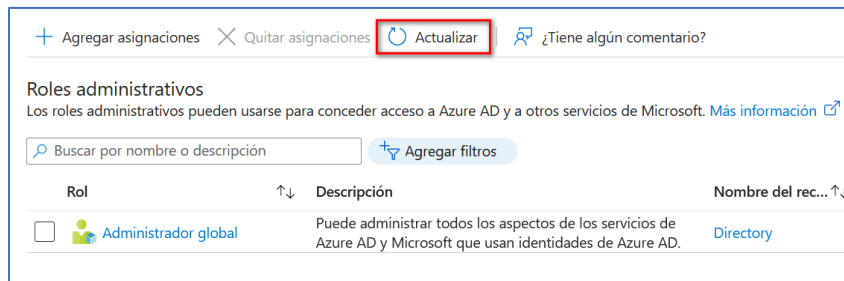 Agregar asignaciones Quitar asignaciones Actualizar ¿Tiene algún comentario?
Roles administrativos
Los roles administrativos pueden usarse para conceder acceso a Azure AD y a otros servicios de Microsoft. Más información
Buscar por nombre o descripción Agregar filtros
Rol Descripción Nombre del rec...
Administrador global Puede administrar todos los aspectos de los servicios de Directory
Azure AD y Microsoft que usan identidades de Azure AD.